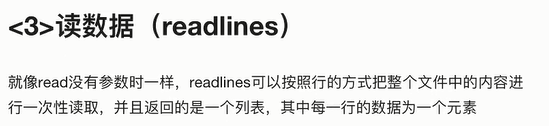 <3>读数据（readlines）
就像read没有参数时一样，readlines可以按照行的方式把整个文件中的内容进
行一次性读取，并且返回的是一个列表，其中每一行的数据为一个元素